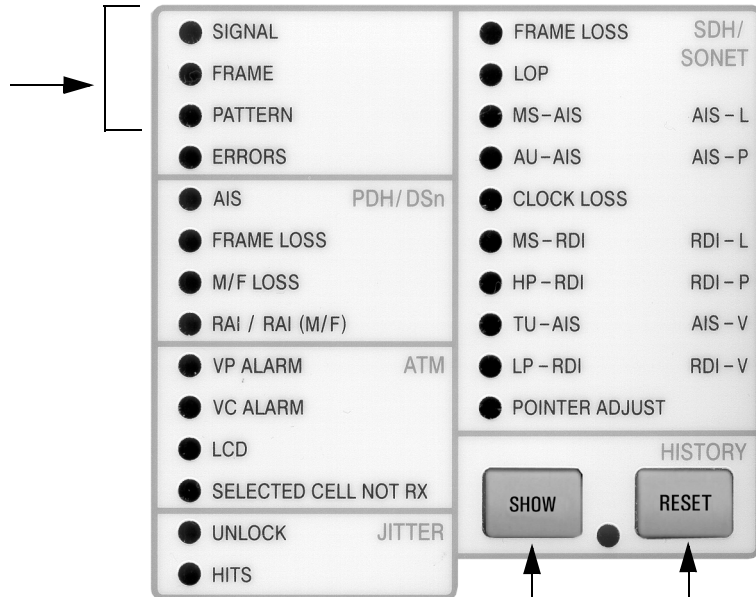 SIGNAL
FRAME
PATTERN
ERRORS
AIS PDH/DSn
FRAME LOSS
M/F LOSS
RAI / RAI (M/F)
VP ALARM ATM
VC ALARM
LCD
SELECTED CELL NOT RX
UNLOCK JITTER
HITS
FRAME LOSS SDH/
SONET
LOP
MS-AIS AIS-L
AU-AIS AIS-P
CLOCK LOSS
MS-RDI RDI-L
HP-RDI RDI-P
TU-AIS AIS-V
LP-RDI RDI-V
POINTER ADJUST
HISTORY
SHOW RESET